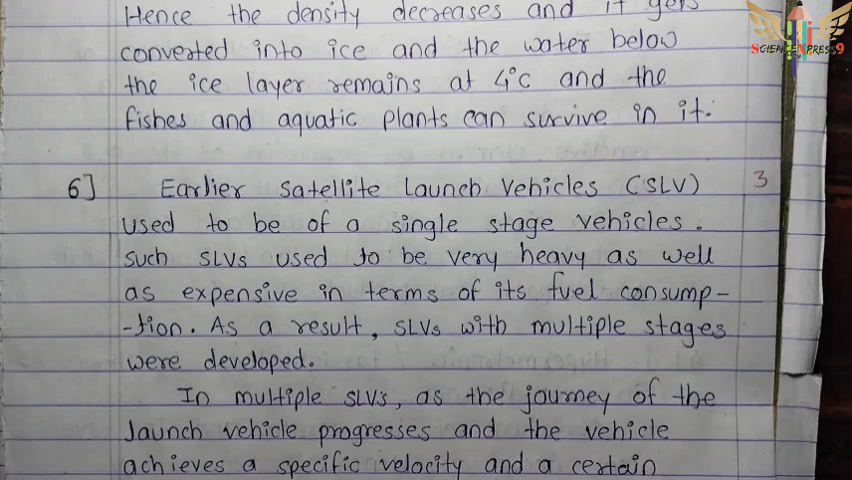 Hence the density decreases and it gets
converted into ice and the water below
the ice layer remains at 4°c and the
fishes and aquatic plants can survive in it.
6] Earlier Satellite Launch Vehicles (SLV) 3
used to be of a single stage vehicles.
such SLVs used to be very heavy as well
as expensive in terms of its fuel consump-
-tion. As a result, SLVs with multiple stages
were developed.
In multiple SLVs, as the journey of the
launch vehicle progresses and the vehicle
achieves a specific velocity and a certain
SCIENCEXPRESS9